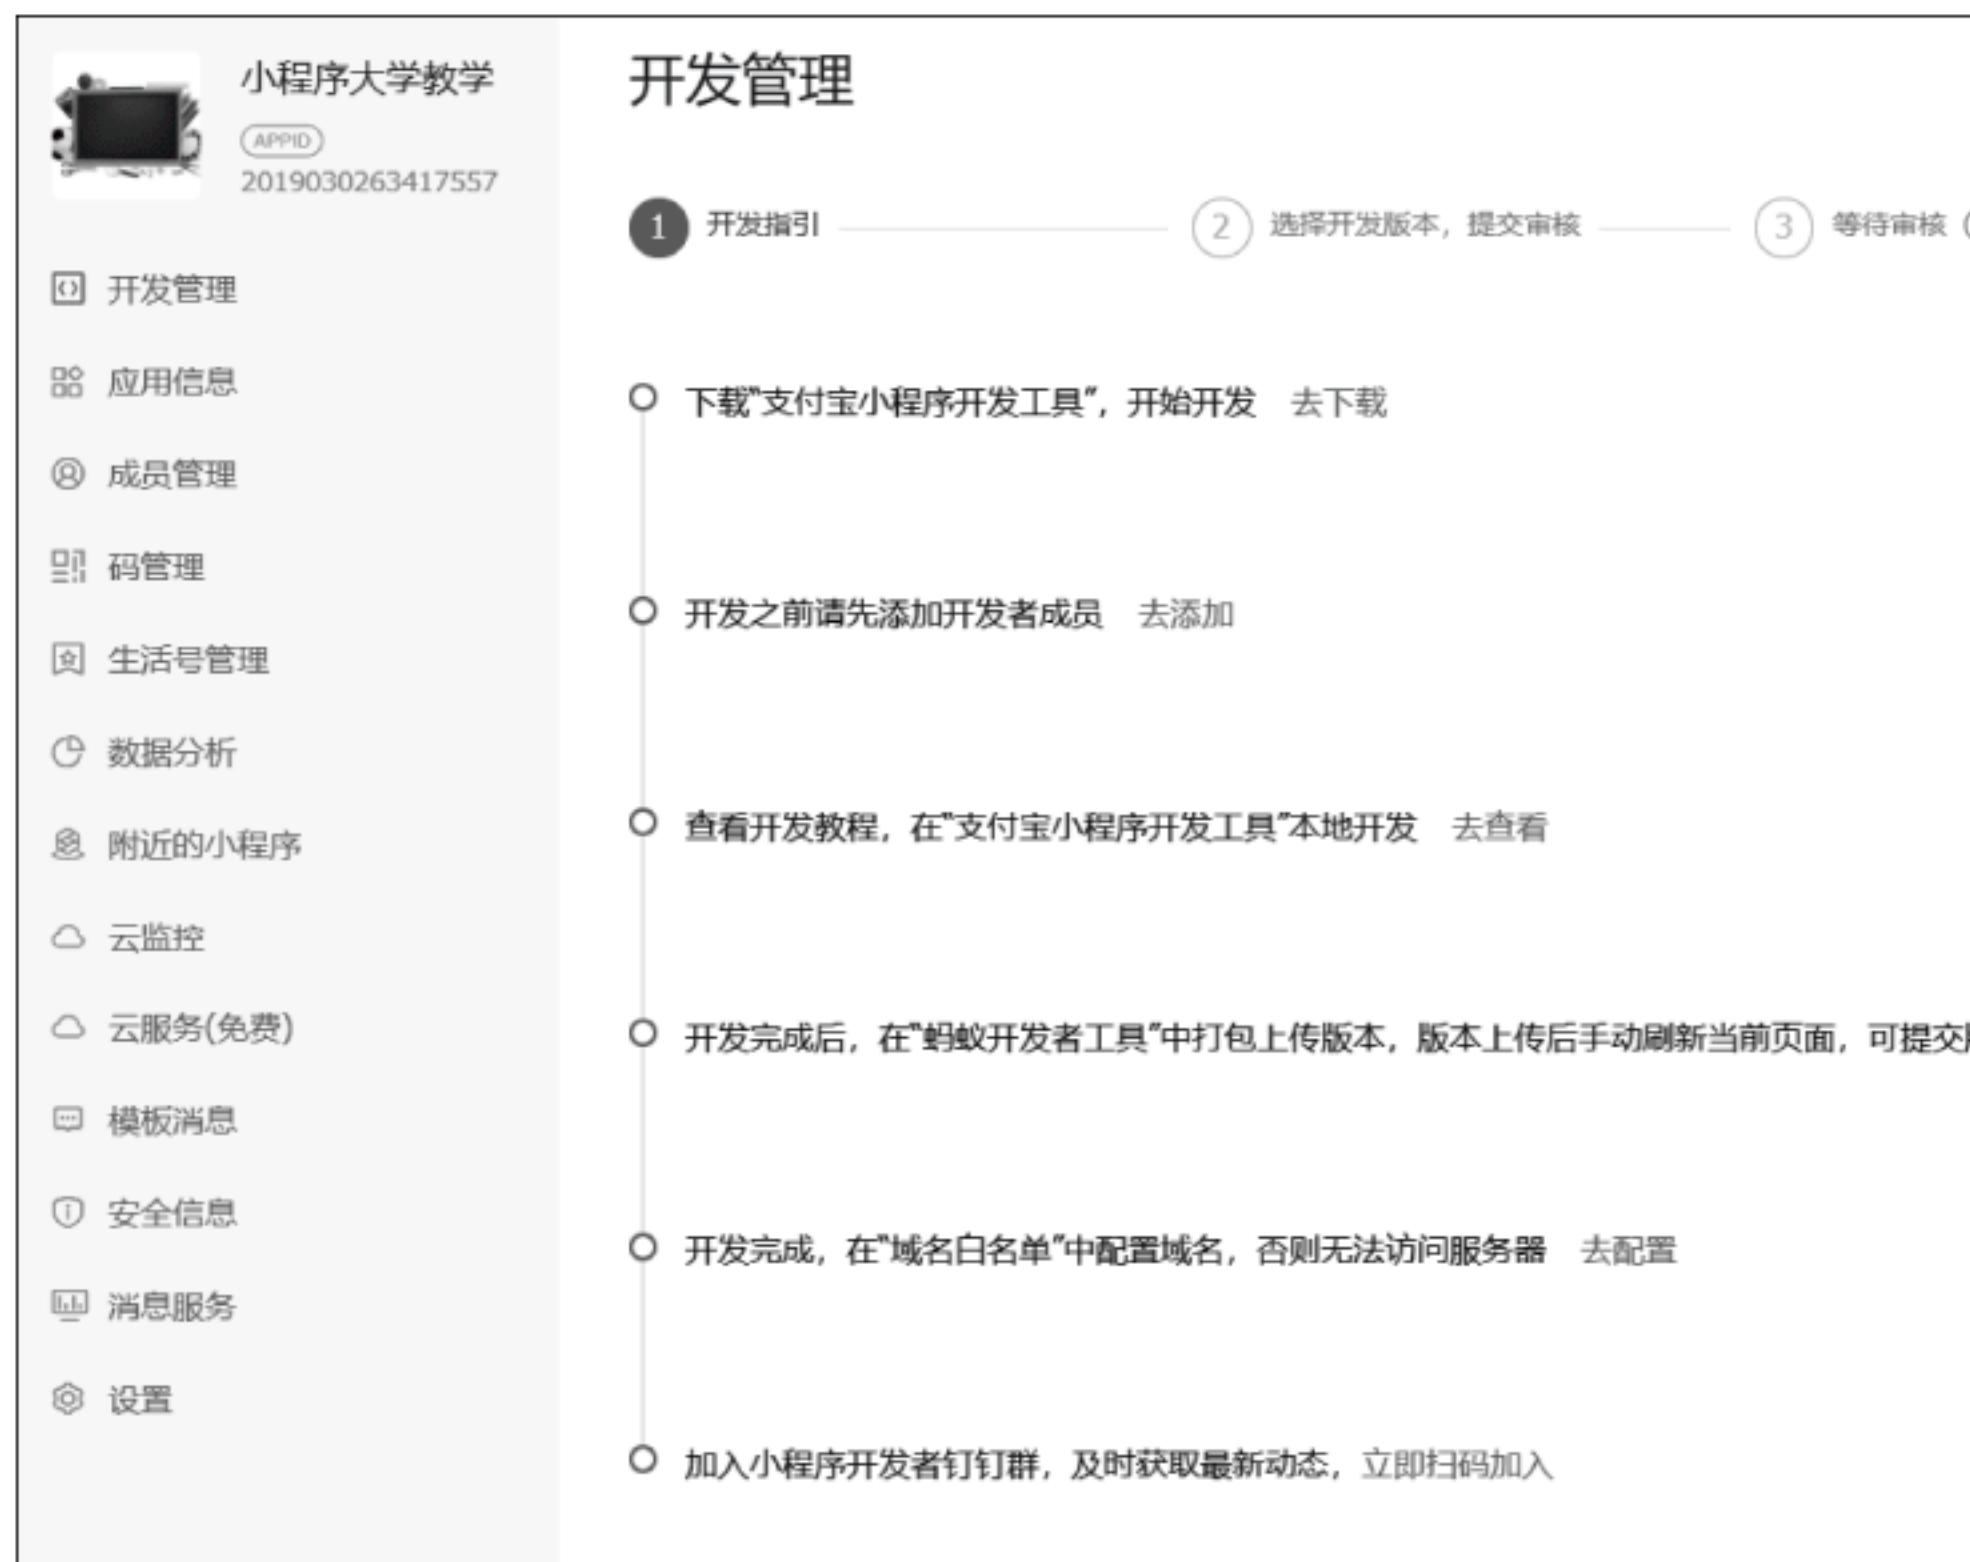 小程序大学教学
APPID
2019030263417557
开发管理
应用信息
成员管理
码管理
生活号管理
数据分析
附近的小程序
云监控
云服务(免费)
模板消息
安全信息
消息服务
设置
开发管理
1 开发指引 2 选择开发版本，提交审核 3 等待审核（
下载“支付宝小程序开发工具”，开始开发 去下载
开发之前请先添加开发者成员 去添加
查看开发教程，在“支付宝小程序开发工具”本地开发 去查看
开发完成后，在“蚂蚁开发者工具”中打包上传版本，版本上传后手动刷新当前页面，可提交
开发完成，在“域名白名单”中配置域名，否则无法访问服务器 去配置
加入小程序开发者钉钉群，及时获取最新动态，立即扫码加入